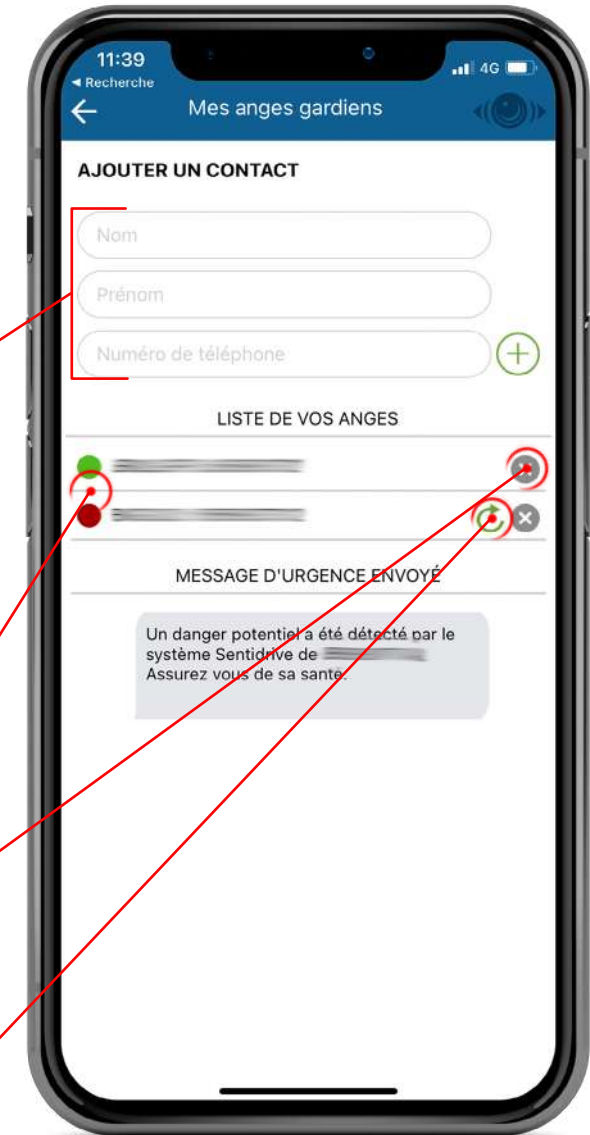 11:39
4G
Recherche
Mes anges gardiens
AJOUTER UN CONTACT
Nom
Prénom
Numéro de téléphone
LISTE DE VOS ANGES
MESSAGE D'URGENCE ENVOYÉ
Un danger potentiel a été détecté par le
système Sentidrive de
Assurez vous de sa santé.